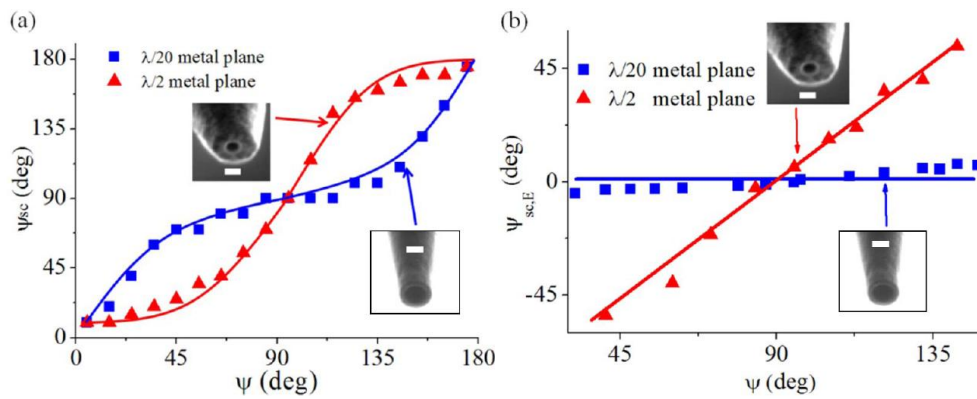 (a)
180
135
90
45
0
ψsc(deg)
λ/20 metal plane
λ/2 metal plane
0 45 90 135 180
ψ (deg)
(b)
45
0
-45
ψsc,E (deg)
λ/20 metal plane
λ/2 metal plane
45 90 135
ψ (deg)